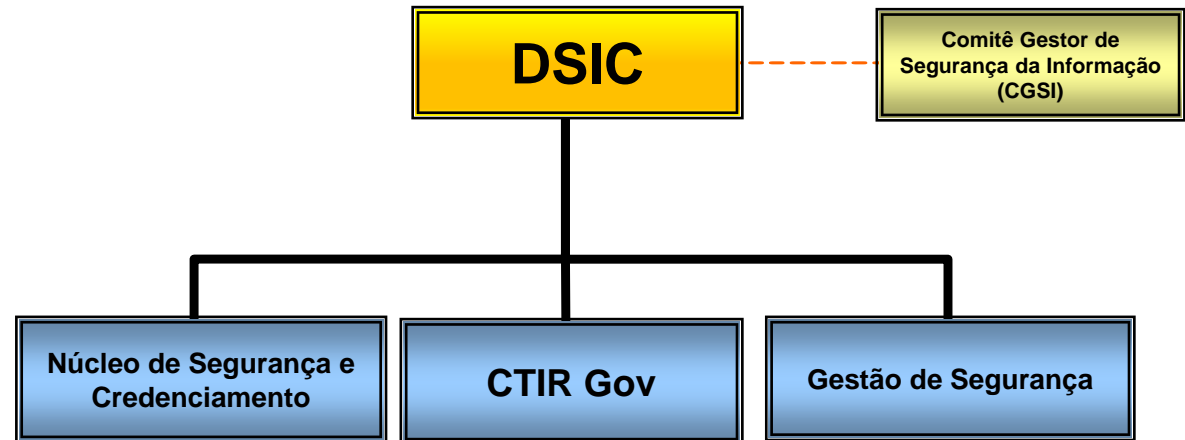 DSIC
Comitê Gestor de
Segurança da Informação
(CGSI)
Núcleo de Segurança e
Credenciamento
CTIR Gov
Gestão de Segurança